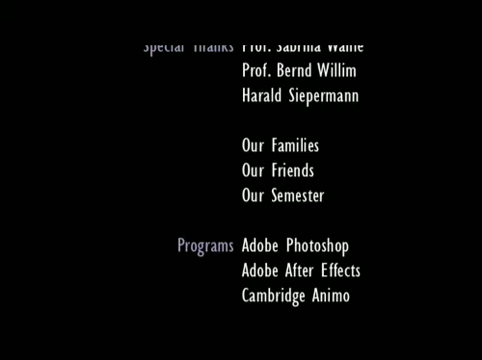 Special Thanks Prof. Sabrina
Prof. Bernd Willim
Harald Siepermann
Our Families
Our Friends
Our Semester
Programs Adobe Photoshop
Adobe After Effects
Cambridge Animo